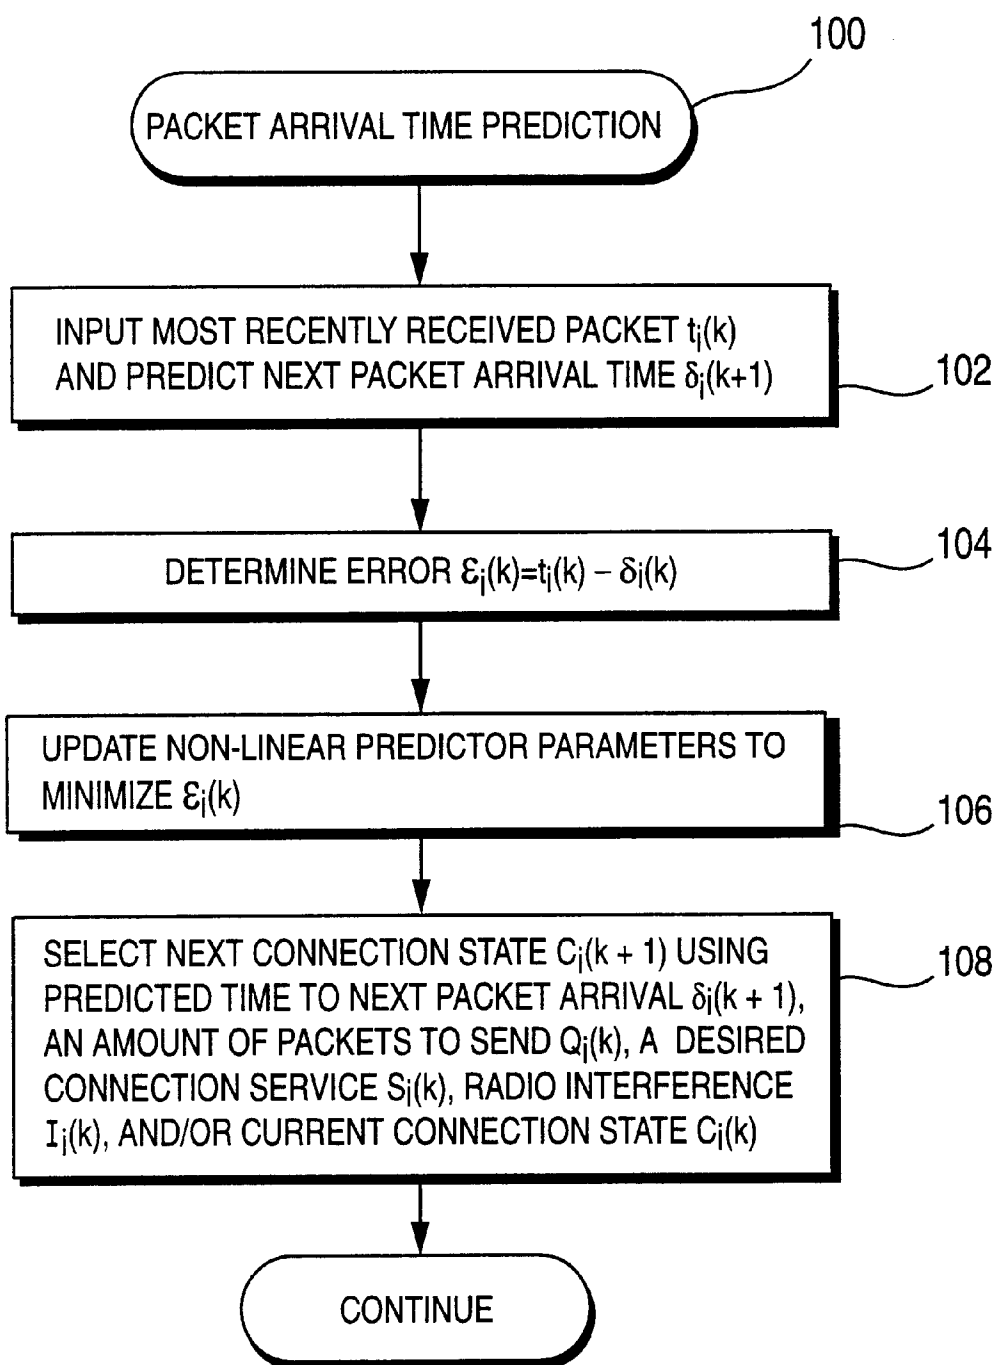 100
PACKET ARRIVAL TIME PREDICTION
INPUT MOST RECENTLY RECEIVED PACKET tᵢ(k)
AND PREDICT NEXT PACKET ARRIVAL TIME δᵢ(k+1)
102
104
DETERMINE ERROR Ɛᵢ(k)=tᵢ(k) – δᵢ(k)
UPDATE NON-LINEAR PREDICTOR PARAMETERS TO
MINIMIZE Ɛᵢ(k)
106
SELECT NEXT CONNECTION STATE Cᵢ(k + 1) USING
PREDICTED TIME TO NEXT PACKET ARRIVAL δᵢ(k + 1),
AN AMOUNT OF PACKETS TO SEND Qᵢ(k), A DESIRED
CONNECTION SERVICE Sᵢ(k), RADIO INTERFERENCE
Iᵢ(k), AND/OR CURRENT CONNECTION STATE Cᵢ(k)
108
CONTINUE